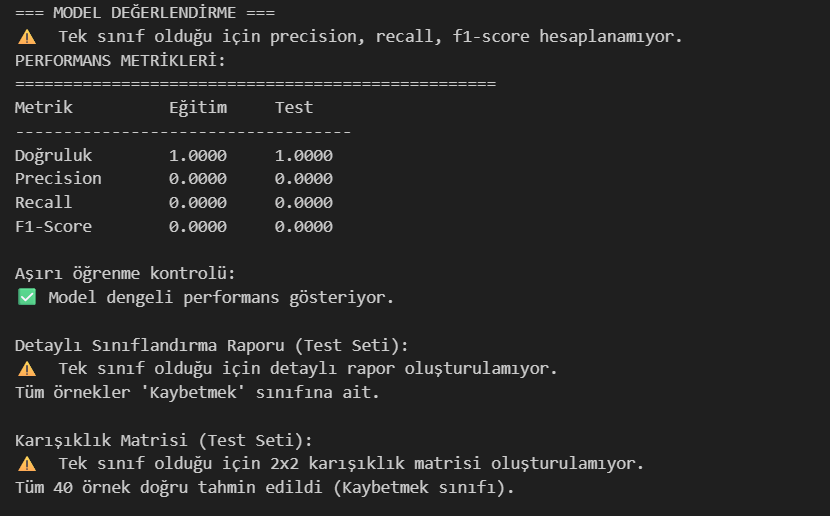 === MODEL DEĞERLENDİRME ===
⚠️ Tek sınıf olduğu için precision, recall, f1-score hesaplanamıyor.
PERFORMANS METRİKLERİ:
==================================================
Metrik Eğitim Test
-----------------------------------
Doğruluk 1.0000 1.0000
Precision 0.0000 0.0000
Recall 0.0000 0.0000
F1-Score 0.0000 0.0000
Aşırı öğrenme kontrolü:
✅ Model dengeli performans gösteriyor.
Detaylı Sınıflandırma Raporu (Test Seti):
⚠️ Tek sınıf olduğu için detaylı rapor oluşturulamıyor.
Tüm örnekler 'Kaybetmek' sınıfına ait.
Karışıklık Matrisi (Test Seti):
⚠️ Tek sınıf olduğu için 2x2 karışıklık matrisi oluşturulamıyor.
Tüm 40 örnek doğru tahmin edildi (Kaybetmek sınıfı).